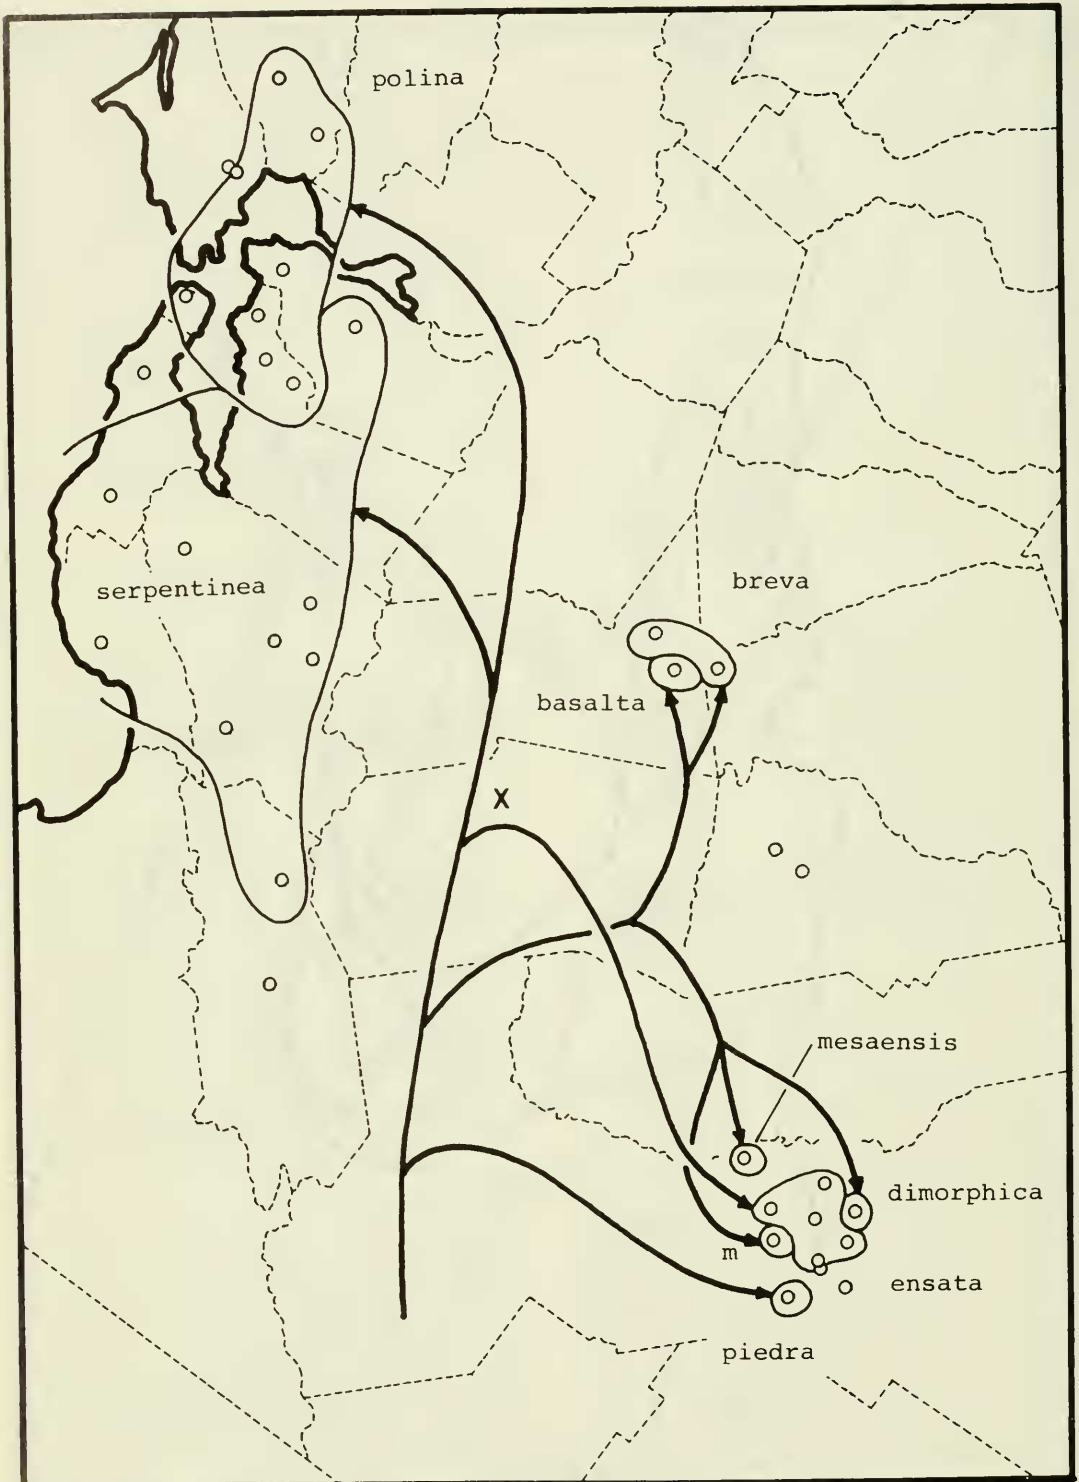 polina
serpentinea
breva
basalta
X
mesaensis
dimorphica
m
ensata
piedra